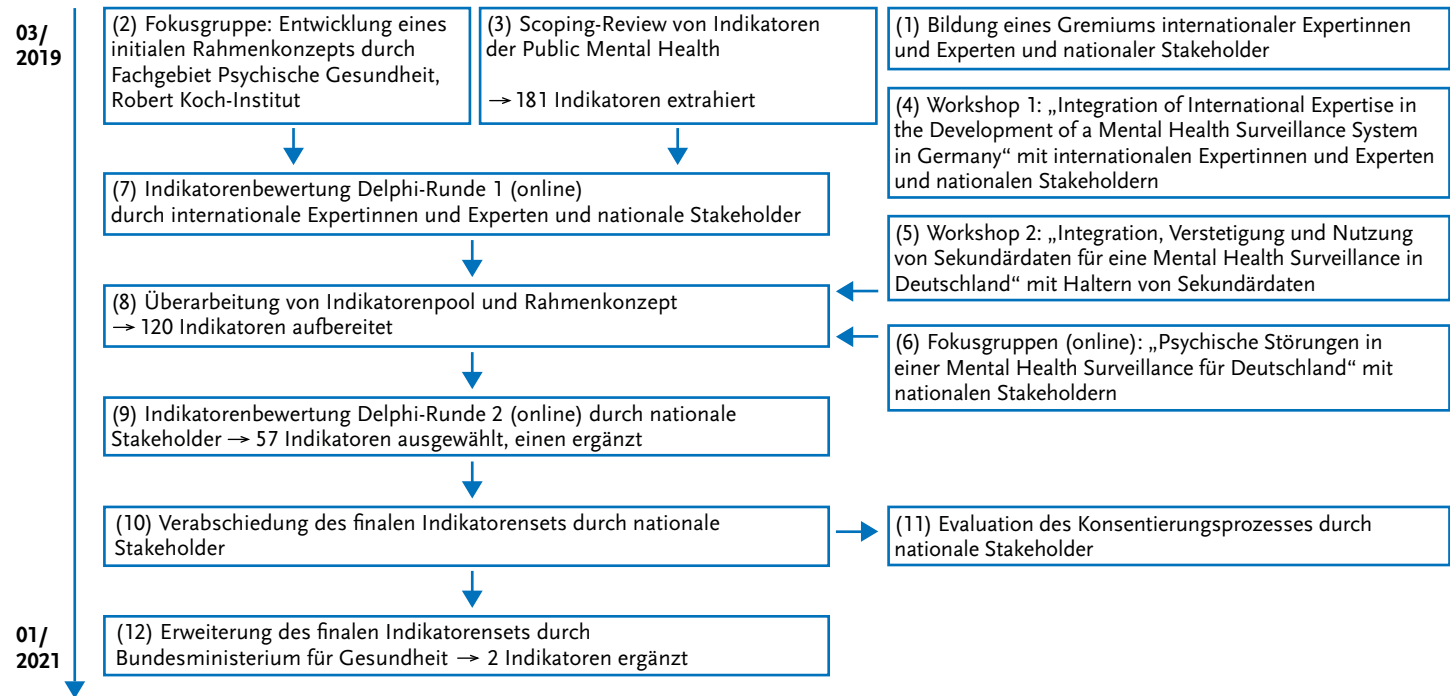 03/
2019
(2) Fokusgruppe: Entwicklung eines
initialen Rahmenkonzepts durch
Fachgebiet Psychische Gesundheit,
Robert Koch-Institut
(3) Scoping-Review von Indikatoren
der Public Mental Health
→ 181 Indikatoren extrahiert
(1) Bildung eines Gremiums internationaler Expertinnen
und Experten und nationaler Stakeholder
(4) Workshop 1: „Integration of International Expertise in
the Development of a Mental Health Surveillance System
in Germany“ mit internationalen Expertinnen und Experten
und nationalen Stakeholdern
(7) Indikatorenbewertung Delphi-Runde 1 (online)
durch internationale Expertinnen und Experten und nationale Stakeholder
(5) Workshop 2: „Integration, Verstetigung und Nutzung
von Sekundärdaten für eine Mental Health Surveillance in
Deutschland“ mit Haltern von Sekundärdaten
(8) Überarbeitung von Indikatorenpool und Rahmenkonzept
→ 120 Indikatoren aufbereitet
(6) Fokusgruppen (online): „Psychische Störungen in
einer Mental Health Surveillance für Deutschland“ mit
nationalen Stakeholdern
(9) Indikatorenbewertung Delphi-Runde 2 (online) durch nationale
Stakeholder → 57 Indikatoren ausgewählt, einen ergänzt
(10) Verabschiedung des finalen Indikatorensets durch nationale
Stakeholder
(11) Evaluation des Konsentierungsprozesses durch
nationale Stakeholder
01/
2021
(12) Erweiterung des finalen Indikatorensets durch
Bundesministerium für Gesundheit → 2 Indikatoren ergänzt